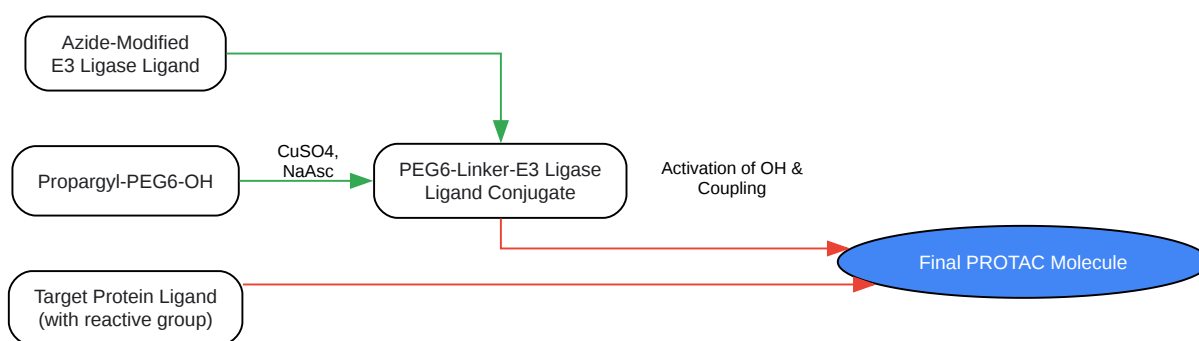 Azide-Modified
E3 Ligase Ligand
Propargyl-PEG6-OH
CuSO4,
NaAsc
PEG6-Linker-E3 Ligase
Ligand Conjugate
Activation of OH &
Coupling
Target Protein Ligand
(with reactive group)
Final PROTAC Molecule